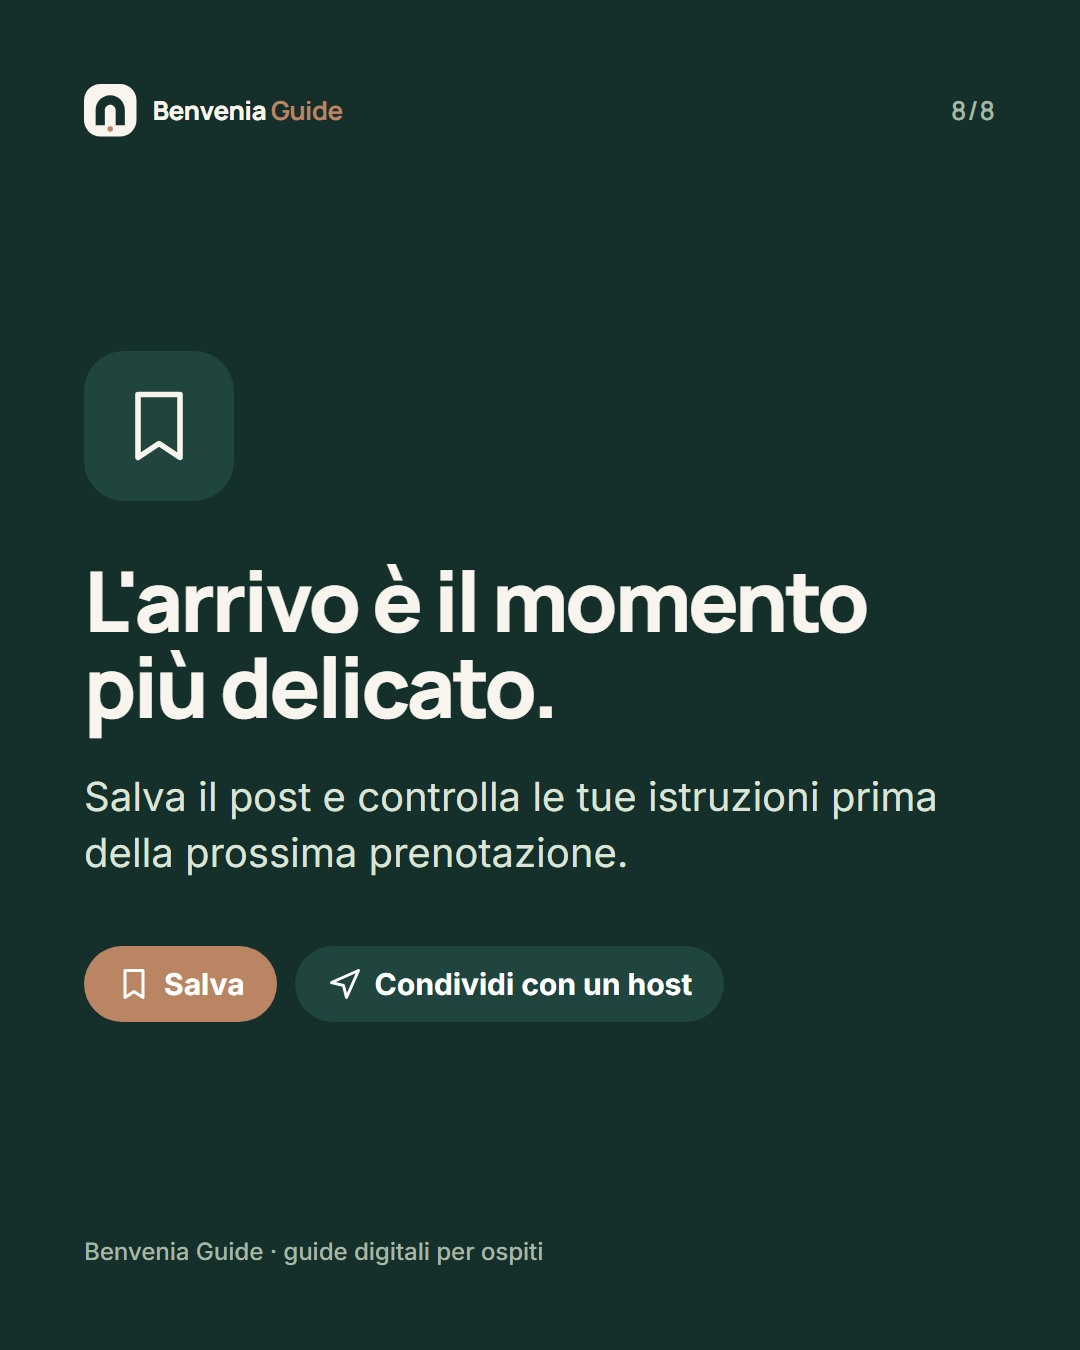 Benvenia Guide
8/8
L'arrivo è il momento
più delicato.
Salva il post e controlla le tue istruzioni prima
della prossima prenotazione.
Salva
Condividi con un host
Benvenia Guide · guide digitali per ospiti